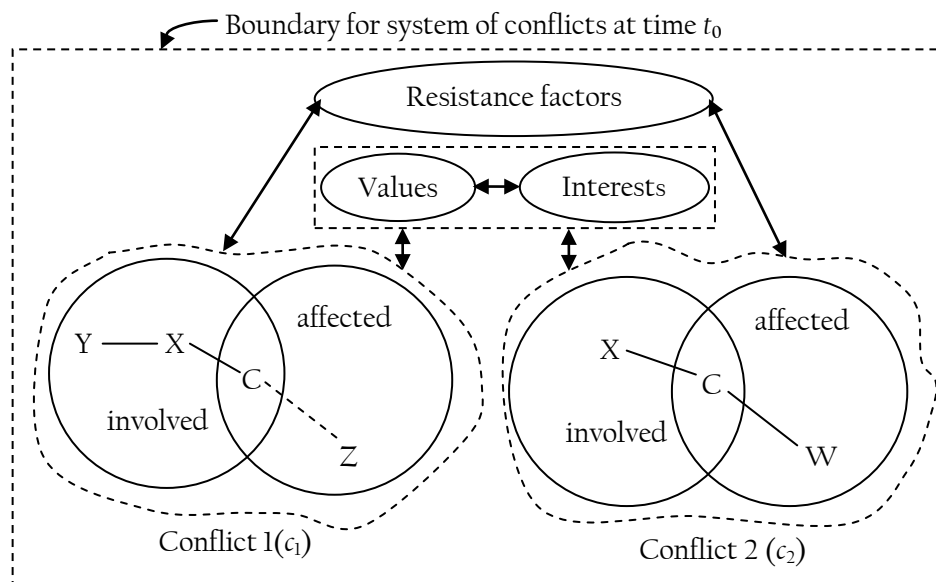 Boundary for system of conflicts at time t₀
Resistance factors
Values
Interests
affected
Y
X
C
involved
Z
Conflict 1(c₁)
affected
X
C
involved
W
Conflict 2 (c₂)